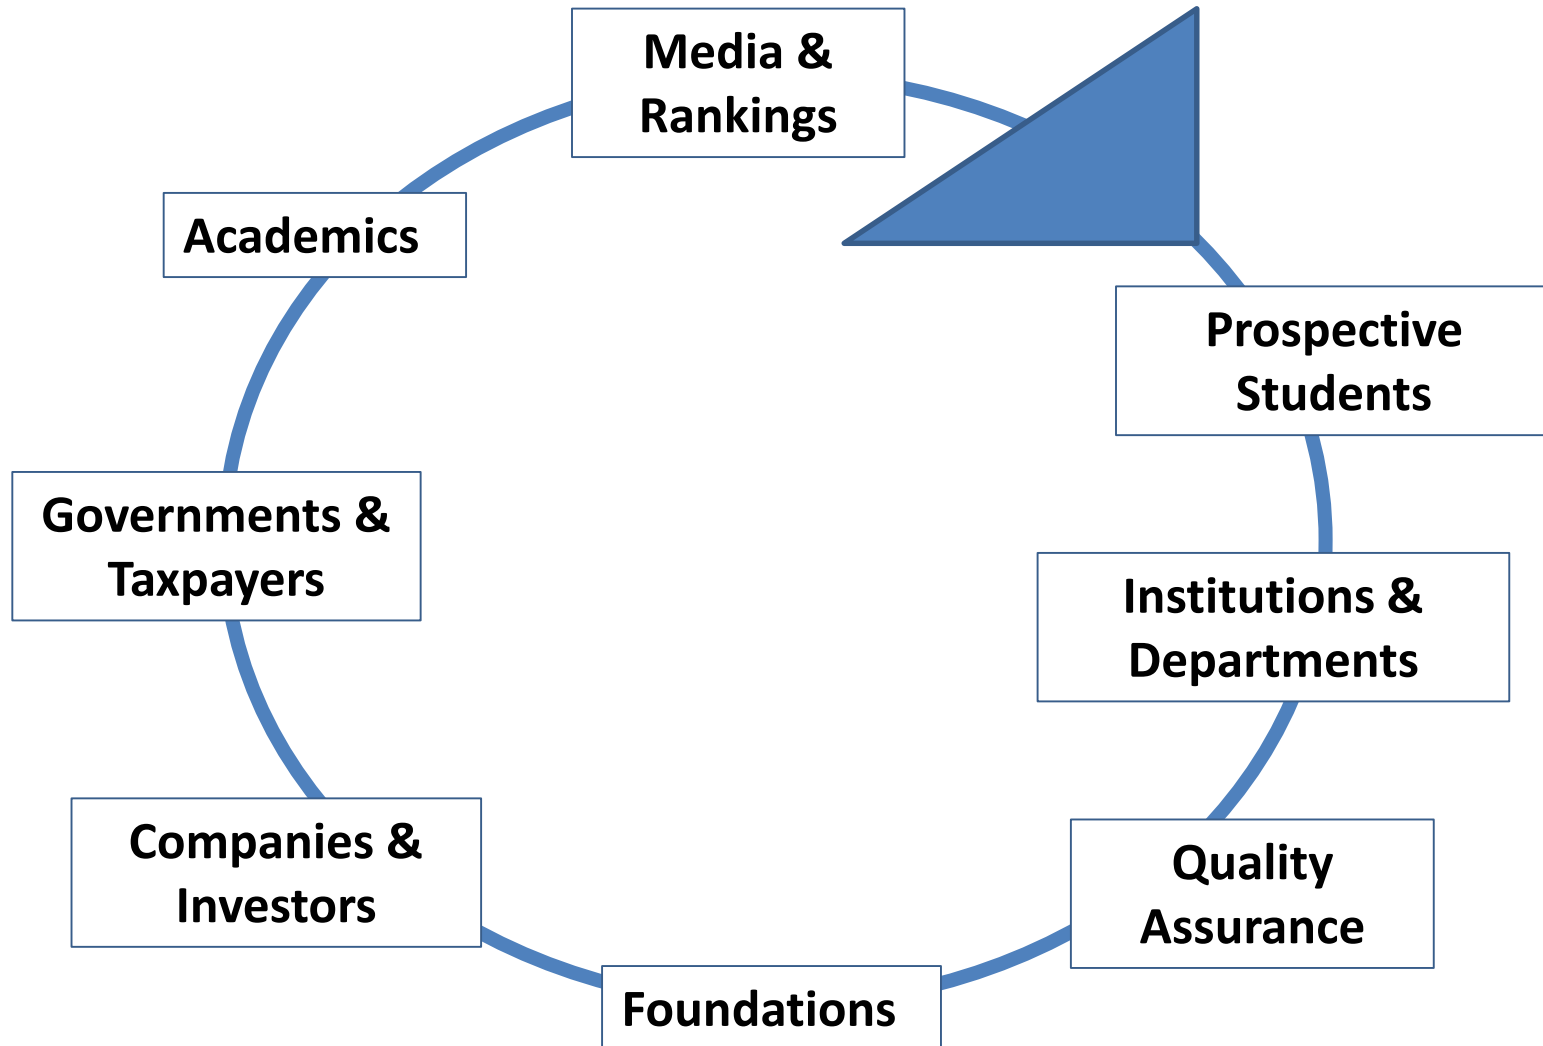 Media &
Rankings
Academics
Prospective
Students
Governments &
Taxpayers
Institutions &
Departments
Companies &
Investors
Quality
Assurance
Foundations